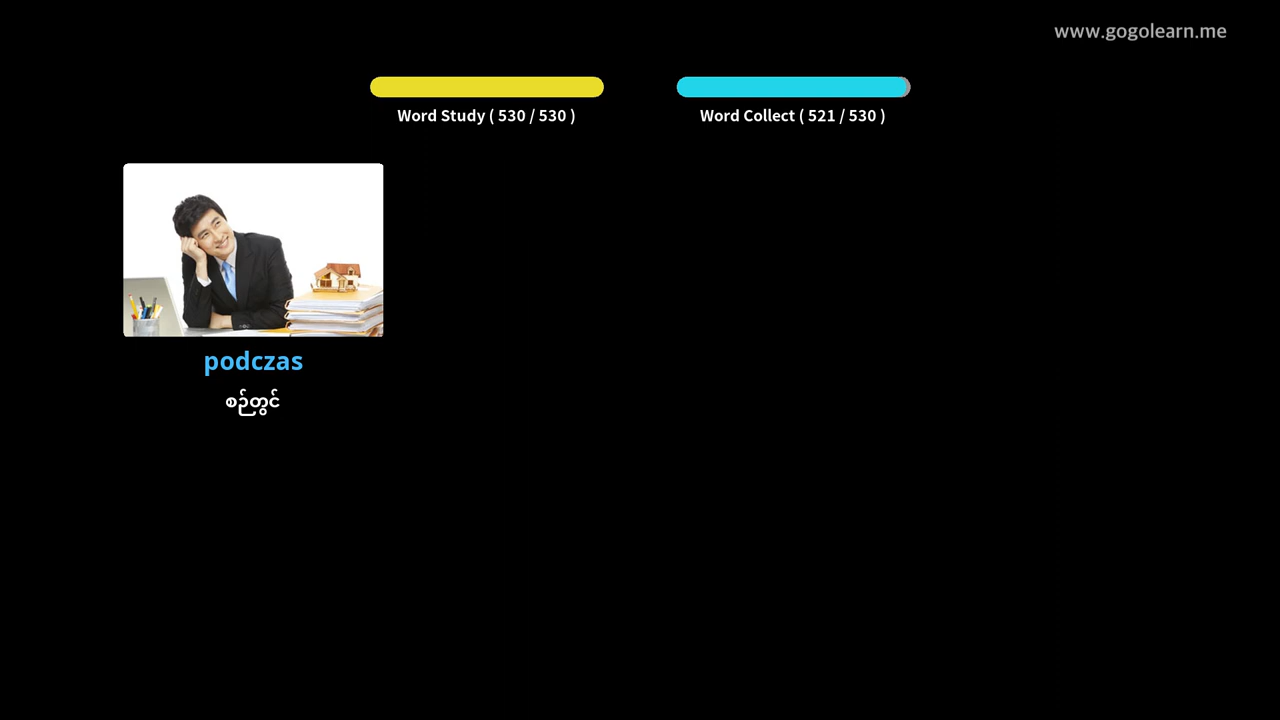 www.gogolearn.me
Word Study ( 530 / 530 )
Word Collect ( 521 / 530 )
podczas
စဉ်တွင်